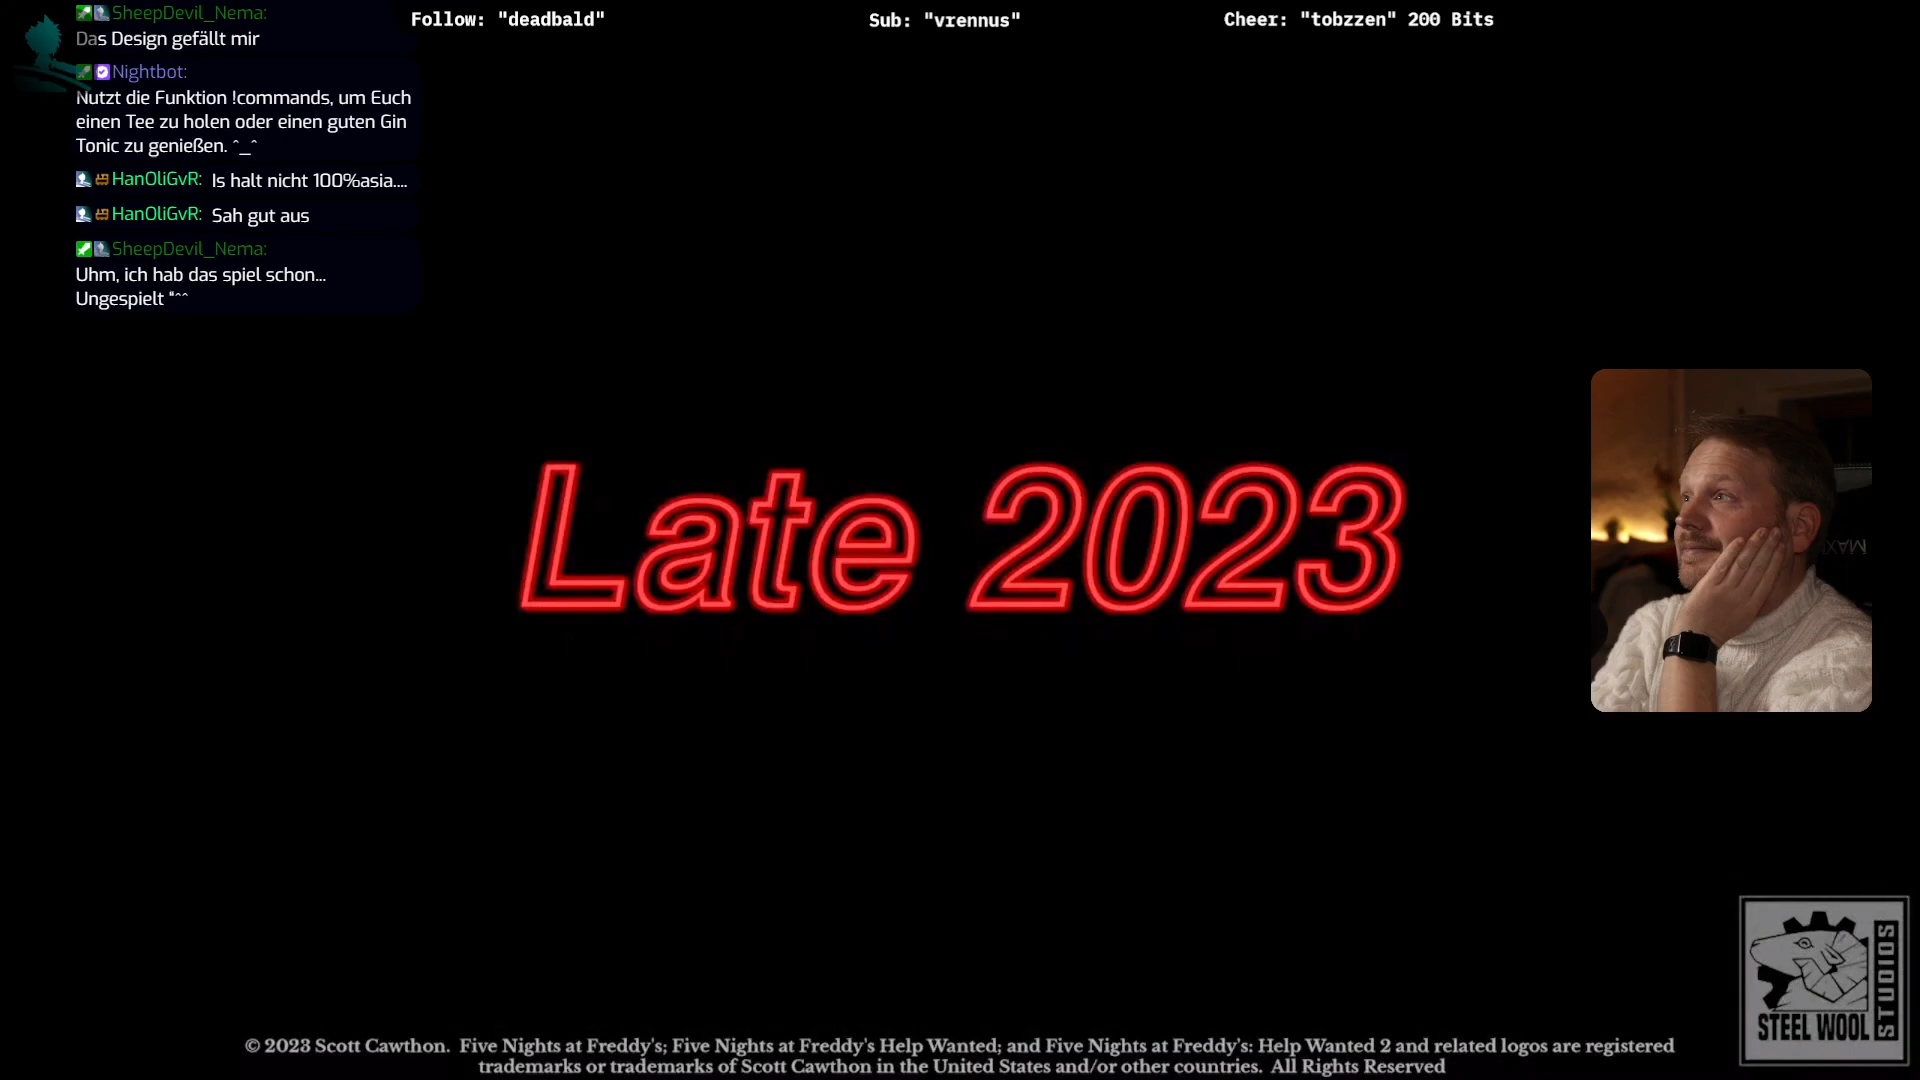 SheepDevil_Nema:
Das Design gefällt mir
Nightbot:
Nutzt die Funktion !commands, um Euch
einen Tee zu holen oder einen guten Gin
Tonic zu genießen. ^_^
HanOliGvR: Is halt nicht 100%asia....
HanOliGvR: Sah gut aus
SheepDevil_Nema:
Uhm, ich hab das spiel schon...
Ungespielt "^^
Follow: "deadbald"
Sub: "vrennus"
Cheer: "tobzzen" 200 Bits
Late 2023
MAXI
STEEL WOOL
STUDIOS
© 2023 Scott Cawthon. Five Nights at Freddy's; Five Nights at Freddy's Help Wanted; and Five Nights at Freddy's: Help Wanted 2 and related logos are registered
trademarks or trademarks of Scott Cawthon in the United States and/or other countries. All Rights Reserved